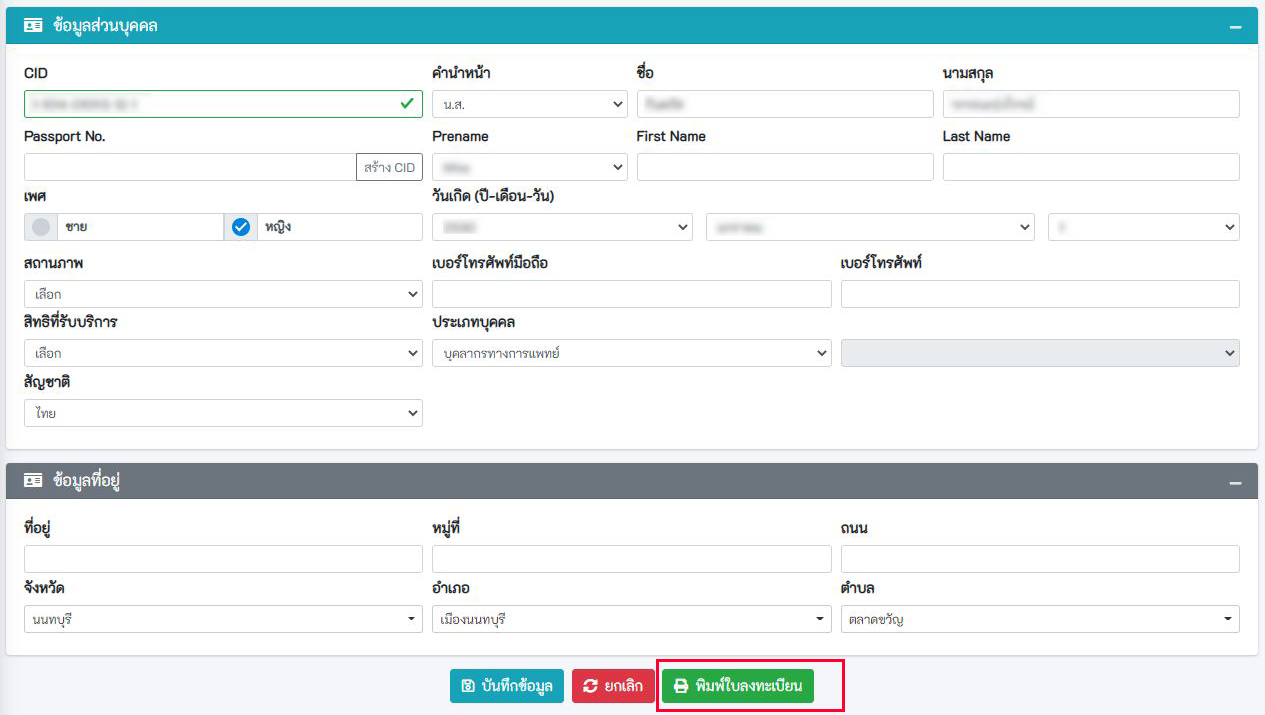 ข้อมูลส่วนบุคคล
CID คำนำหน้า ชื่อ นามสกุล
น.ส.
Passport No. Prename First Name Last Name
สร้าง CID
เพศ วันเกิด (ปี-เดือน-วัน)
ชาย หญิง
สถานภาพ เบอร์โทรศัพท์มือถือ เบอร์โทรศัพท์
เลือก
สิทธิที่รับบริการ ประเภทบุคคล
เลือก บุคลากรทางการแพทย์
สัญชาติ
ไทย
ข้อมูลที่อยู่
ที่อยู่ หมู่ที่ ถนน
จังหวัด อำเภอ ตำบล
นนทบุรี เมืองนนทบุรี ตลาดขวัญ
บันทึกข้อมูล ยกเลิก พิมพ์ใบลงทะเบียน